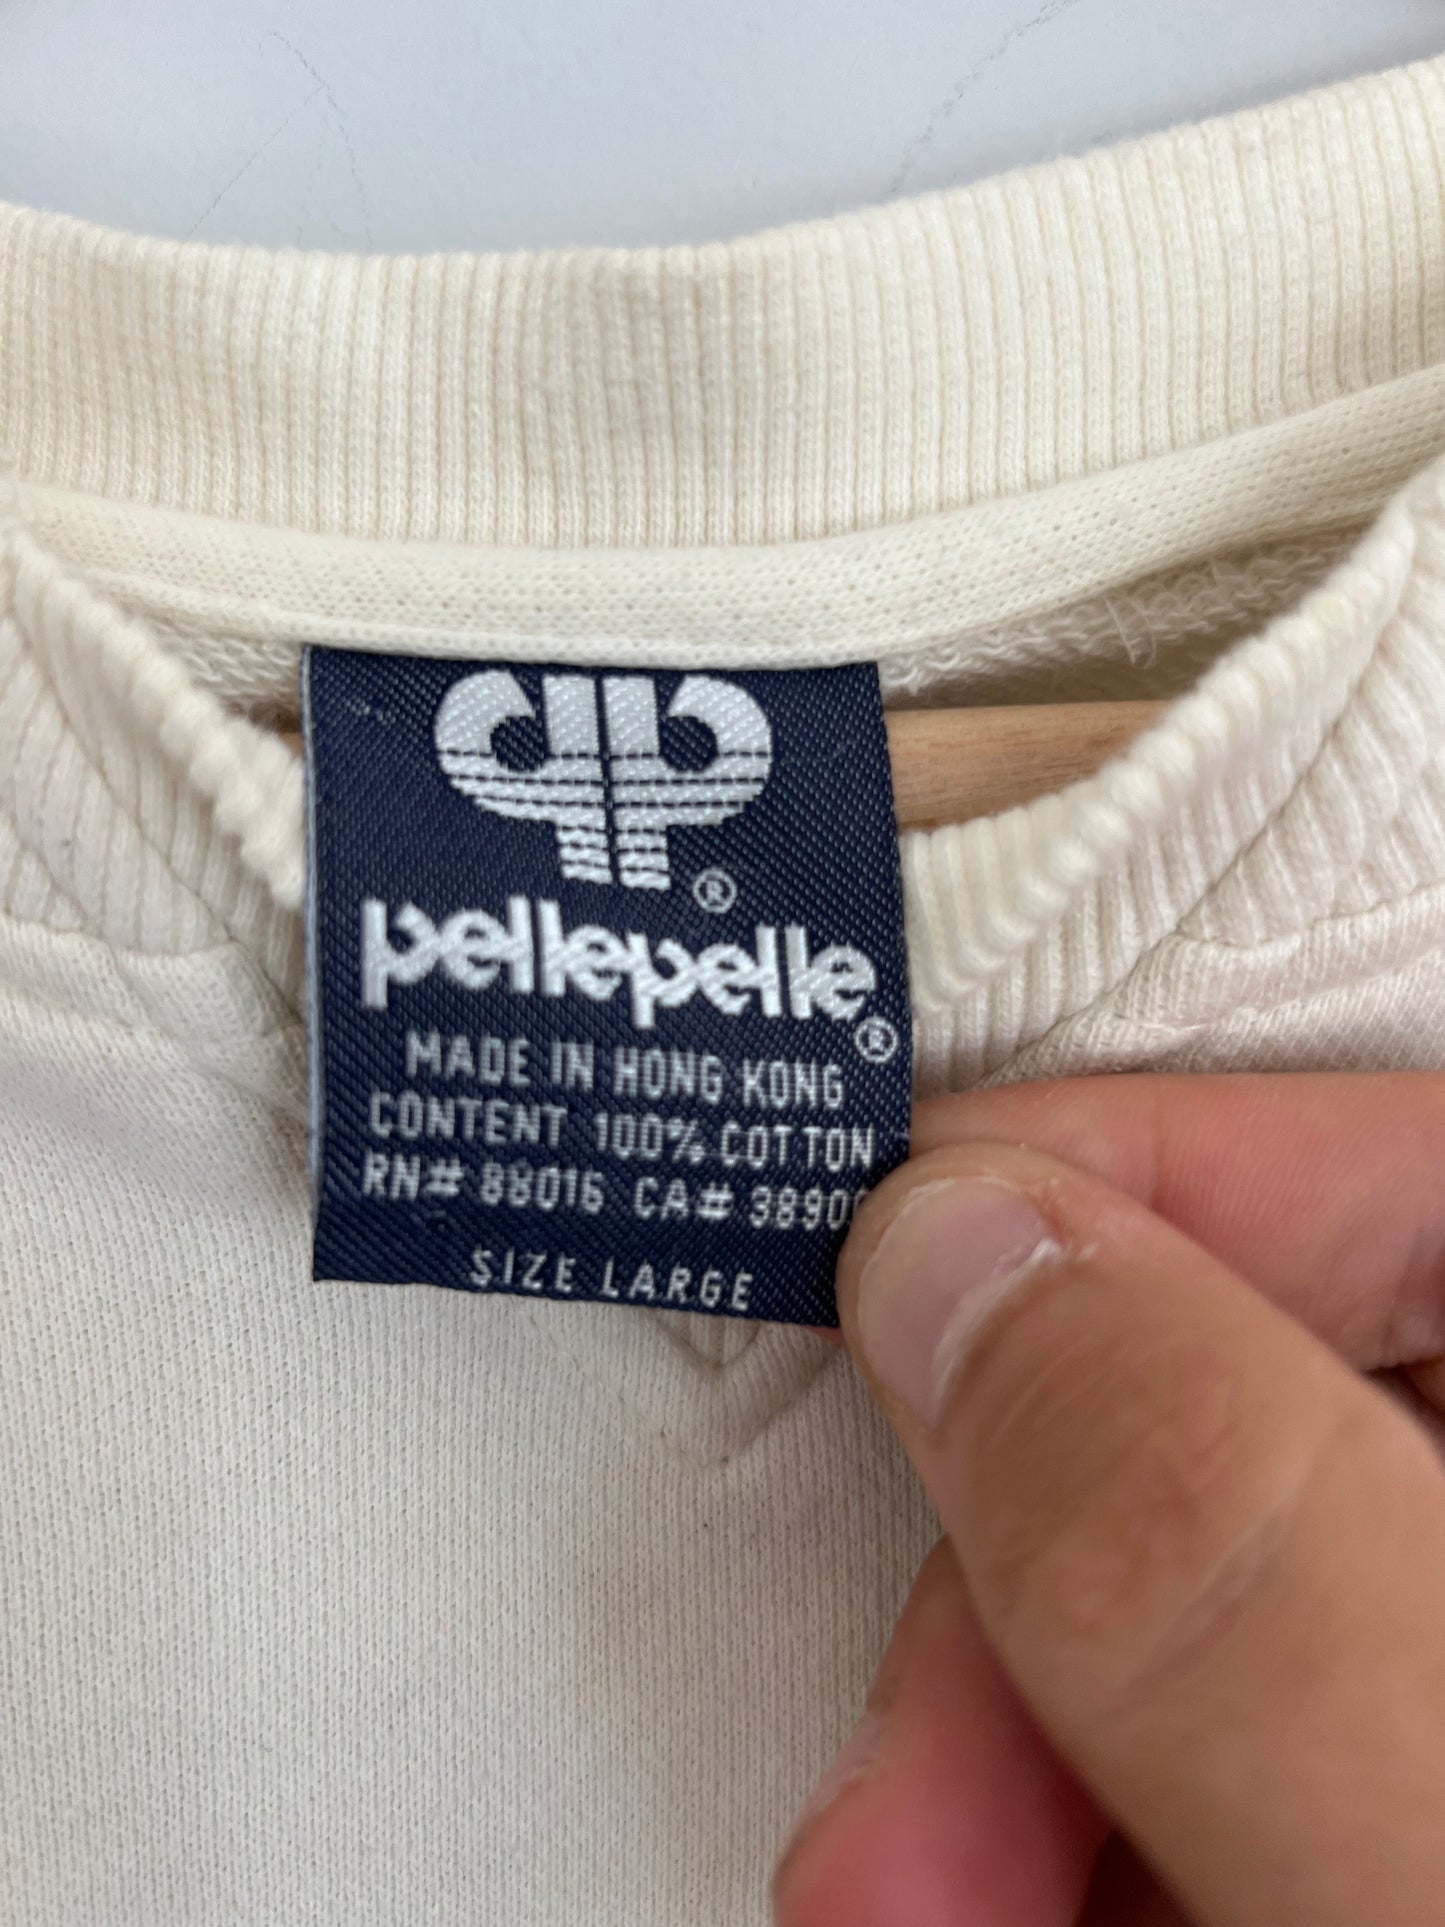 ®
pellepelle®
MADE IN HONG KONG
CONTENT 100% COTTON
RN# 88016 CA#
SIZE LARGE